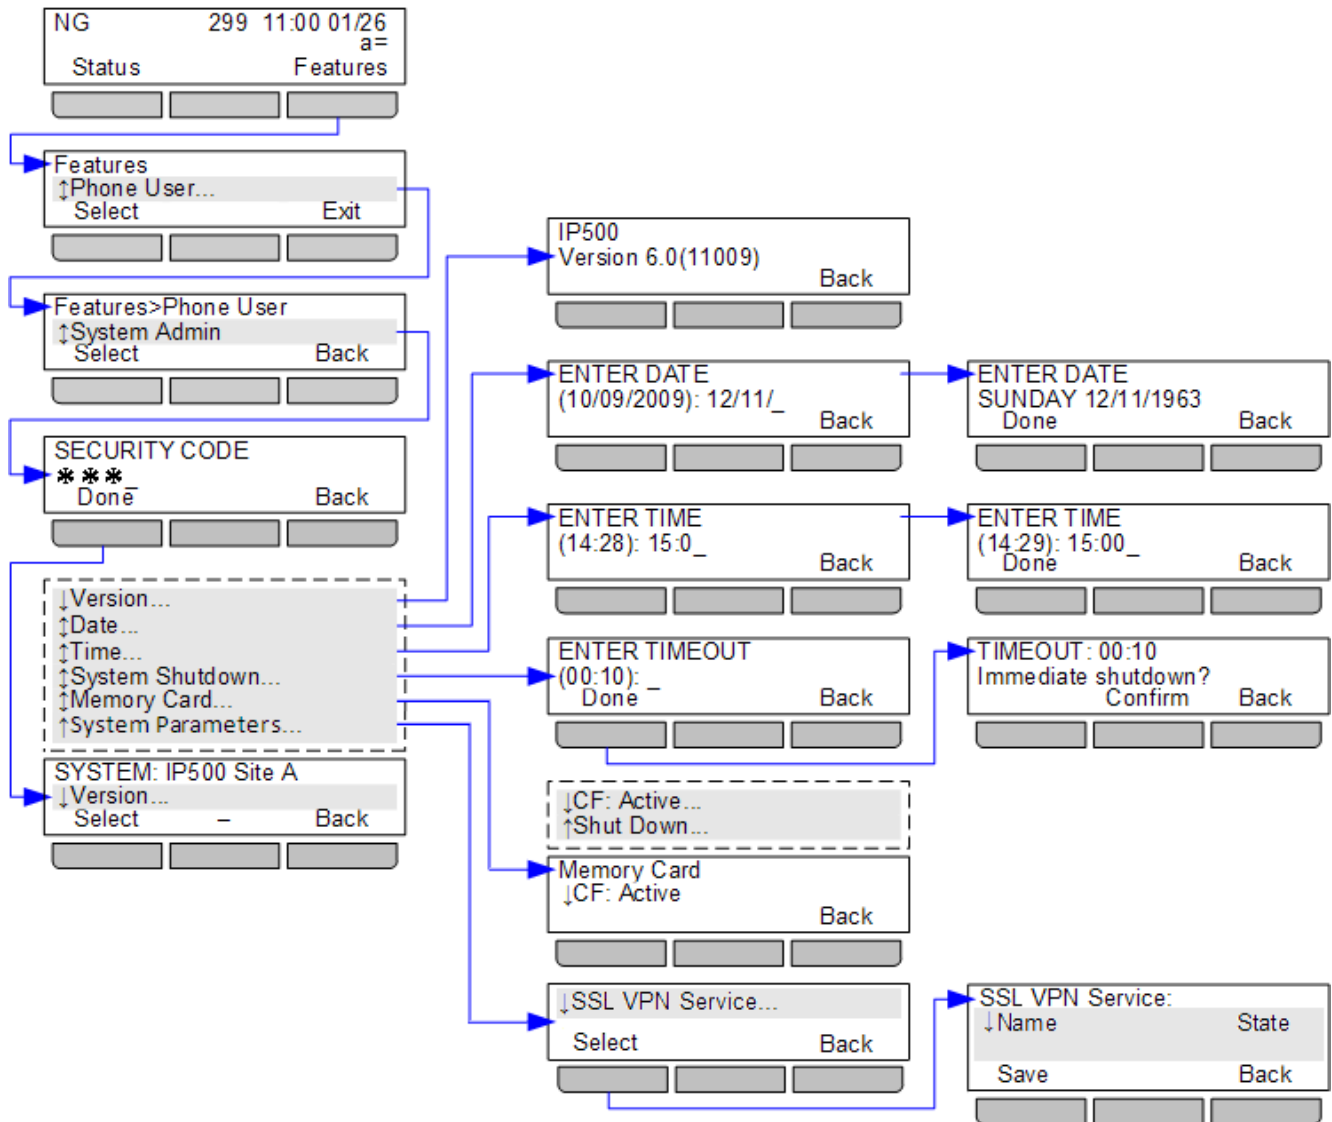 NG 299 11:00 01/26
a=
Status Features
Features
↕Phone User...
Select Exit
Features>Phone User
↕System Admin
Select Back
SECURITY CODE
***_
Done Back
↓Version...
↕Date...
↕Time...
↕System Shutdown...
↕Memory Card...
↑System Parameters...
SYSTEM: IP500 Site A
↓Version...
Select – Back
IP500
Version 6.0(11009)
Back
ENTER DATE
(10/09/2009): 12/11/_
Back
ENTER DATE
SUNDAY 12/11/1963
Done Back
ENTER TIME
(14:28): 15:0_
Back
ENTER TIME
(14:29): 15:00_
Done Back
ENTER TIMEOUT
(00:10): _
Done Back
TIMEOUT: 00:10
Immediate shutdown?
Confirm Back
↓CF: Active...
↑Shut Down...
Memory Card
↓CF: Active
Back
↓SSL VPN Service...
Select Back
SSL VPN Service:
↓Name State
Save Back